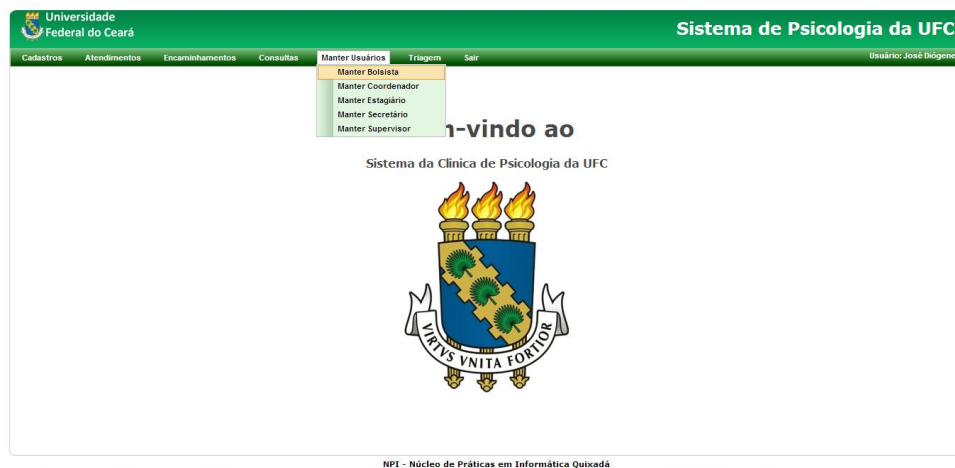 Universidade
Federal do Ceará
Sistema de Psicologia da UFC
Cadastros Atendimentos Encaminhamentos Consultas Manter Usuários Triagem Sair Usuário: José Diógene
Manter Bolsista
Manter Coordenador
Manter Estagiário
Manter Secretário
Manter Supervisor
n-vindo ao
Sistema da Clinica de Psicologia da UFC
VIRTVS VNITA FORTIOR
NPI - Núcleo de Práticas em Informática Quixadá